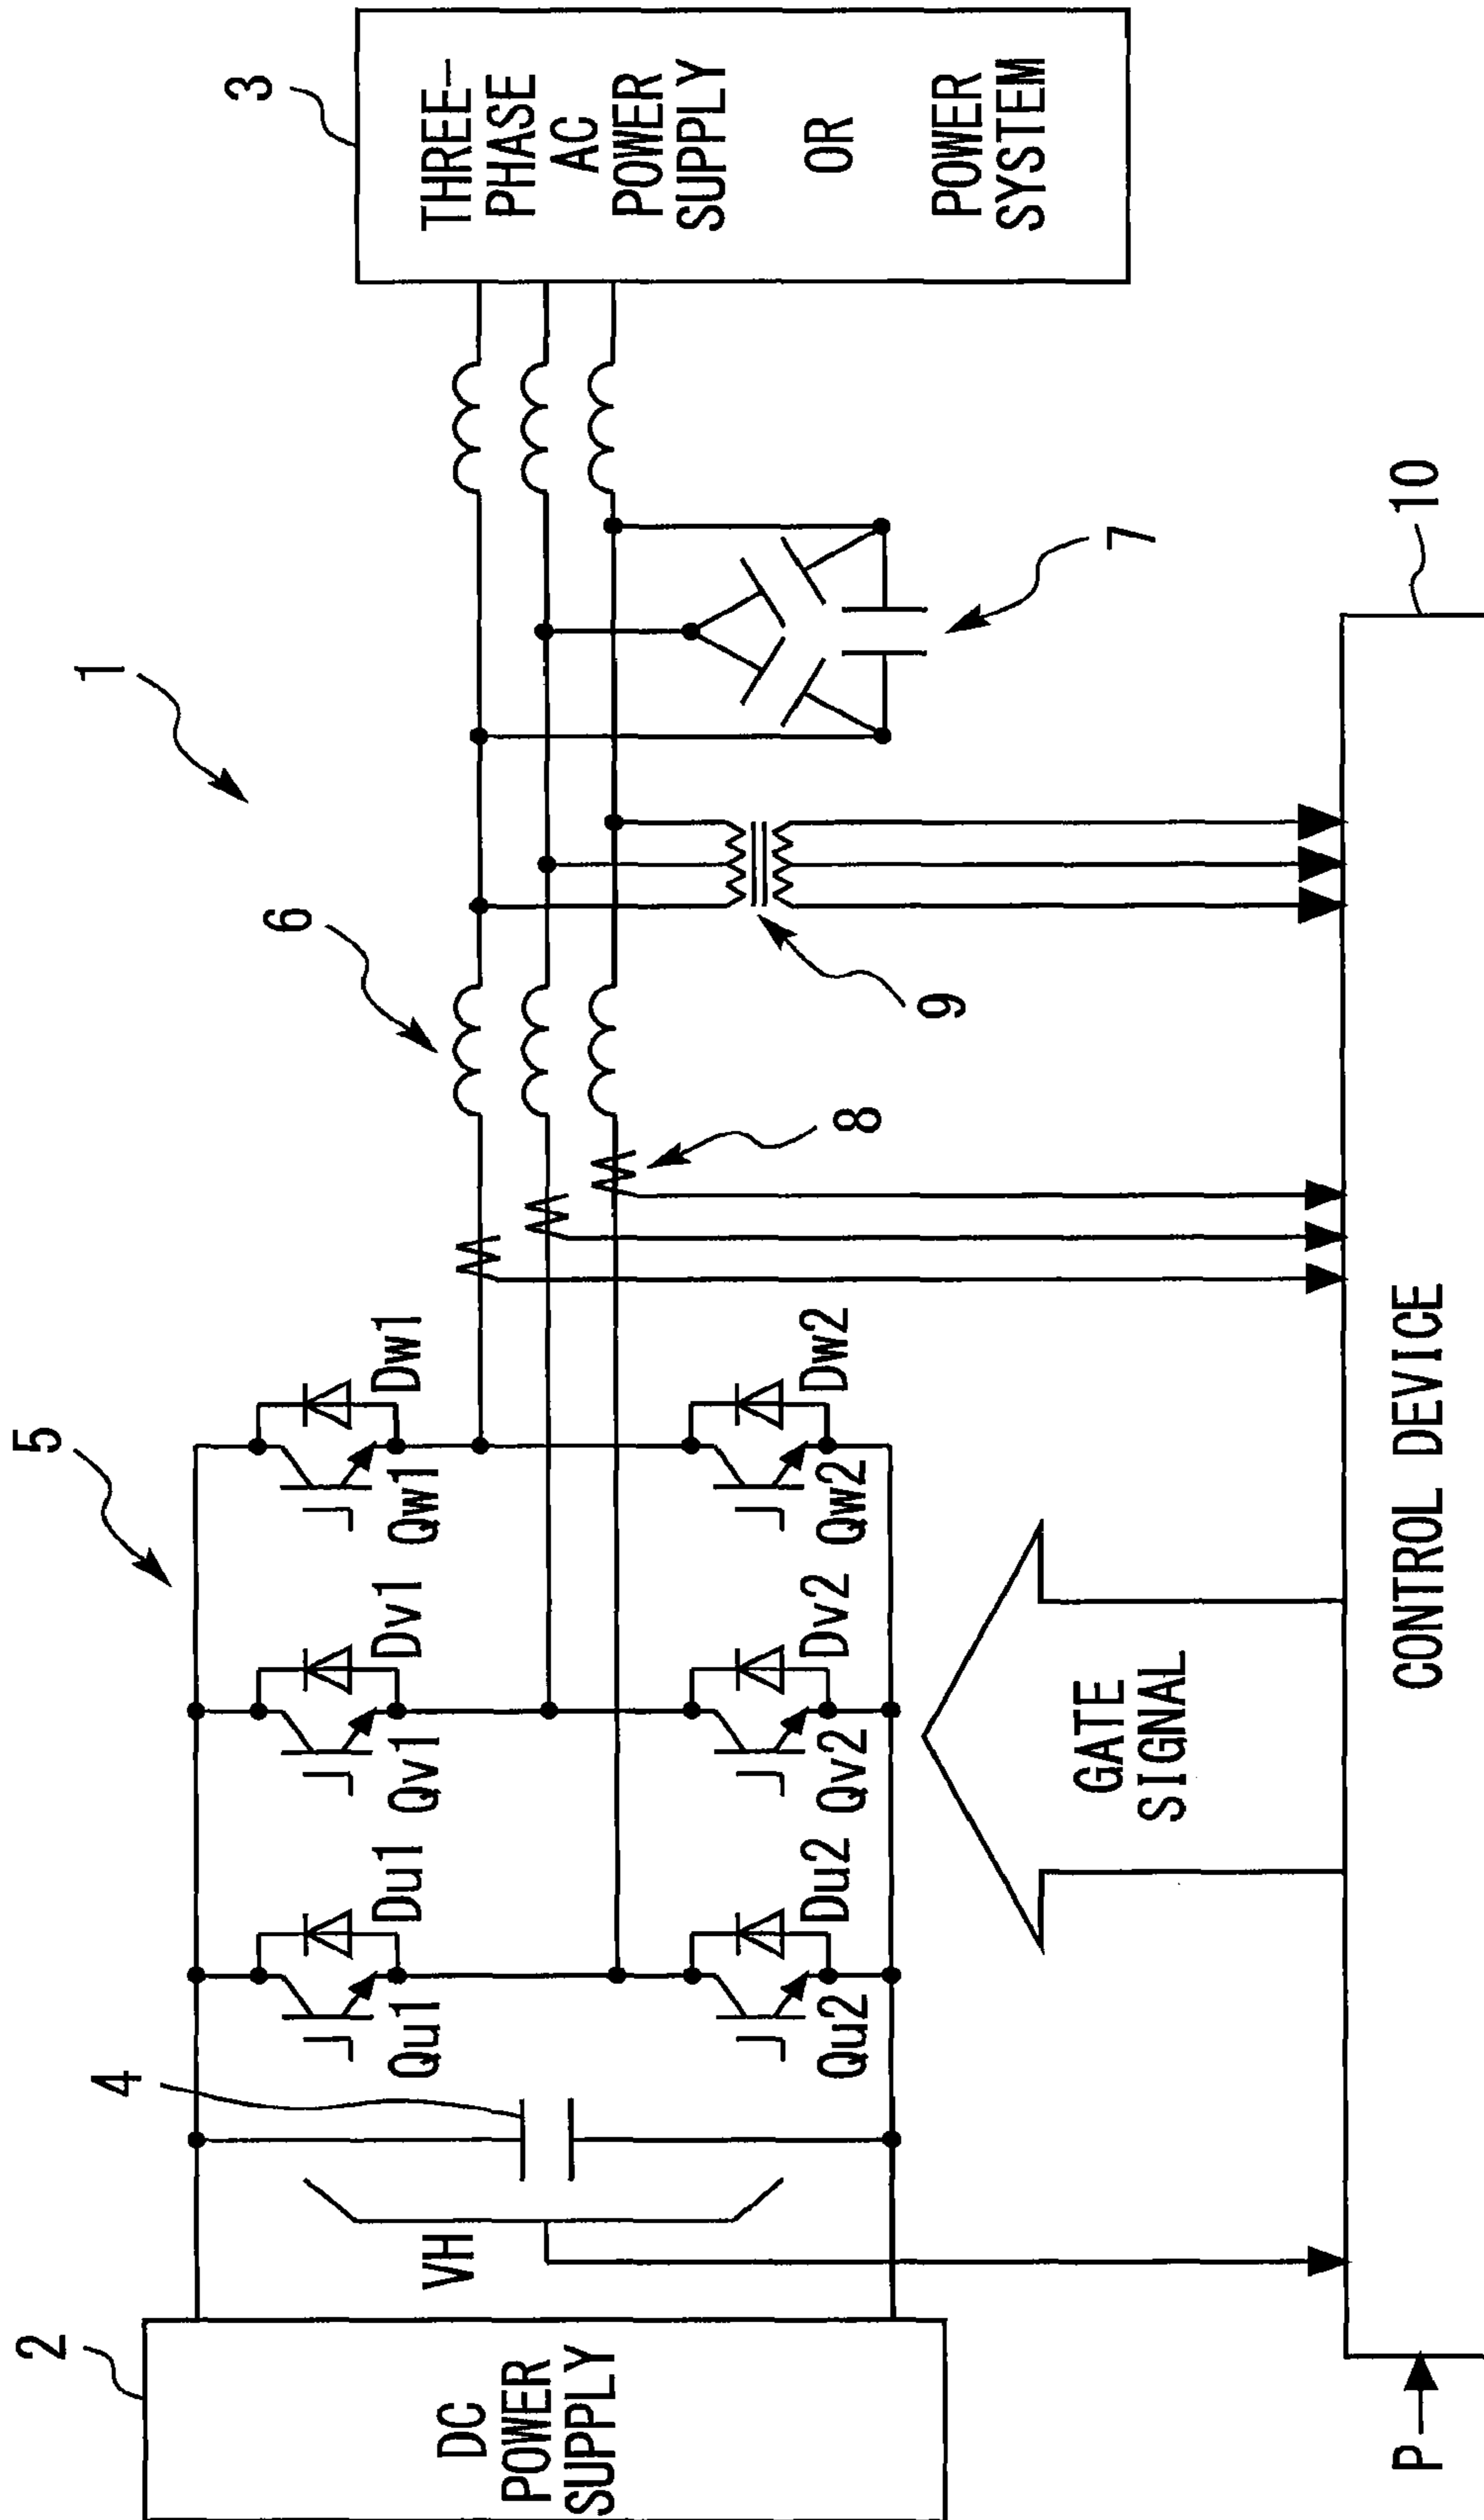 1
5
6
3
2
4
DC
POWER
SUPPLY
VH
Qu1
Du1
Qv1
Dv1
Qw1
Dw1
Qu2
Du2
Qv2
Dv2
Qw2
Dw2
8
9
7
THREE-
PHASE
AC
POWER
SUPPLY
OR
POWER
SYSTEM
GATE
SIGNAL
P
CONTROL DEVICE
10